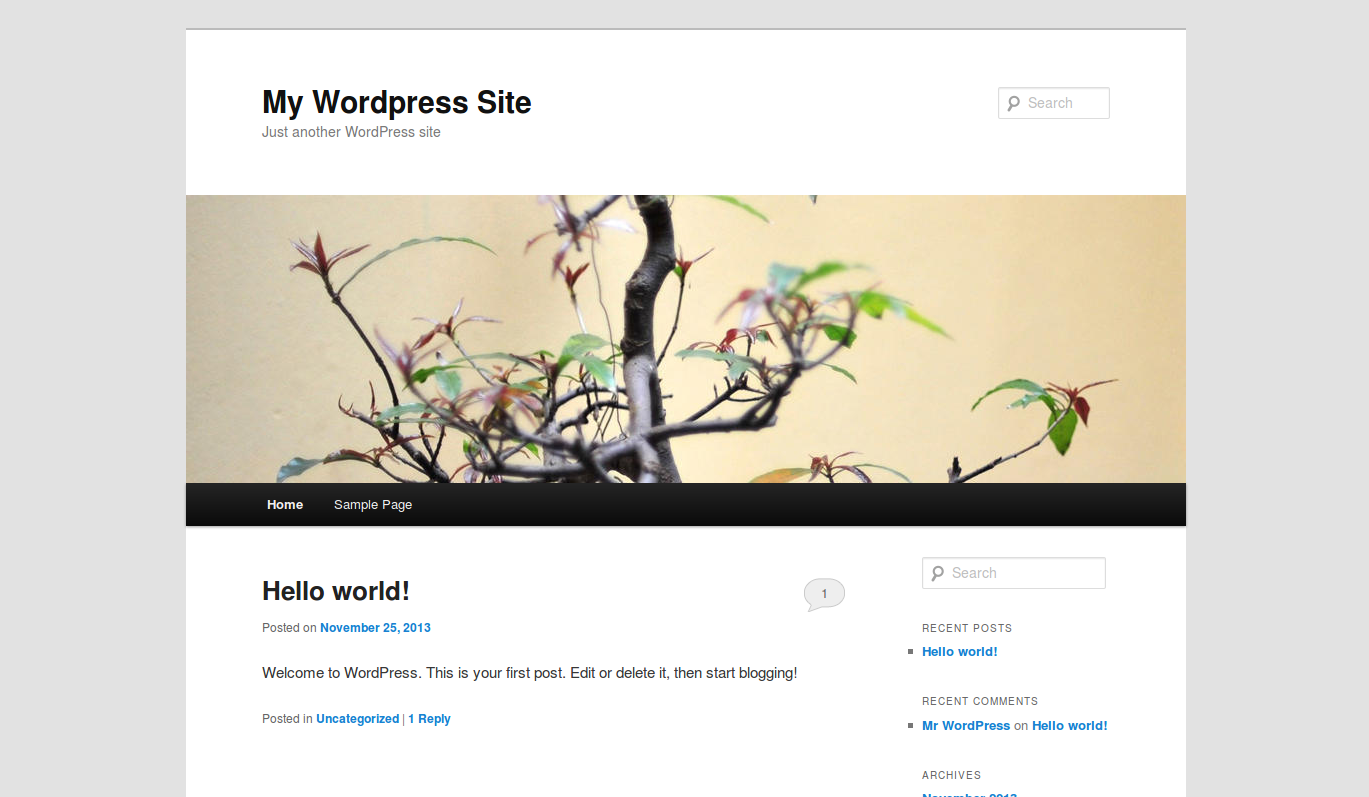 My Wordpress Site
Just another WordPress site
Search
Home Sample Page
Hello world!
1
Posted on November 25, 2013
Welcome to WordPress. This is your first post. Edit or delete it, then start blogging!
Posted in Uncategorized | 1 Reply
Search
RECENT POSTS
Hello world!
RECENT COMMENTS
Mr WordPress on Hello world!
ARCHIVES
November 2013